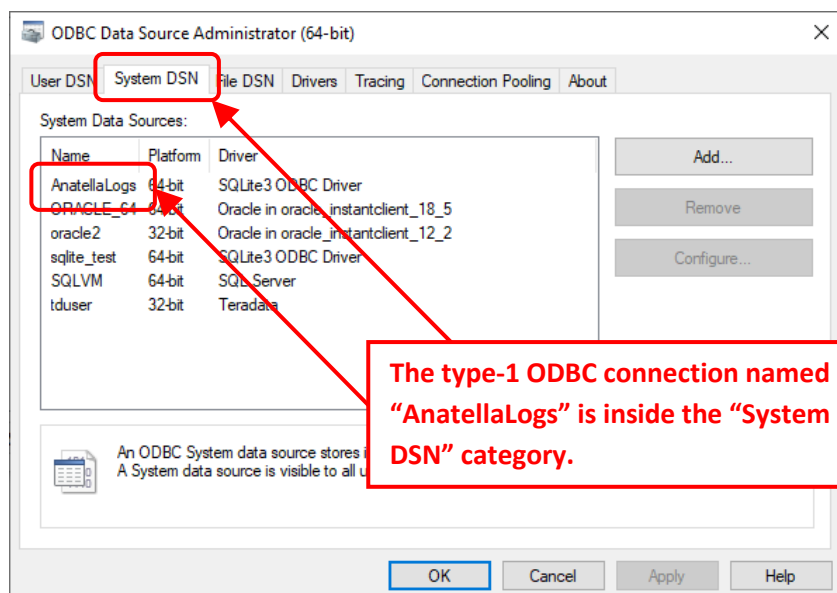 ODBC Data Source Administrator (64-bit)
User DSN System DSN File DSN Drivers Tracing Connection Pooling About
System Data Sources:
Name Platform Driver
AnatellaLogs 64-bit SQLite3 ODBC Driver
ORACLE_64 64-bit Oracle in oracle_instantclient_18_5
oracle2 32-bit Oracle in oracle_instantclient_12_2
sqlite_test 64-bit SQLite3 ODBC Driver
SQLVM 64-bit SQL Server
tduser 32-bit Teradata
Add...
Remove
Configure...
The type-1 ODBC connection named
“AnatellaLogs” is inside the “System
DSN” category.
An ODBC System data source stores
A System data source is visible to all
OK Cancel Apply Help